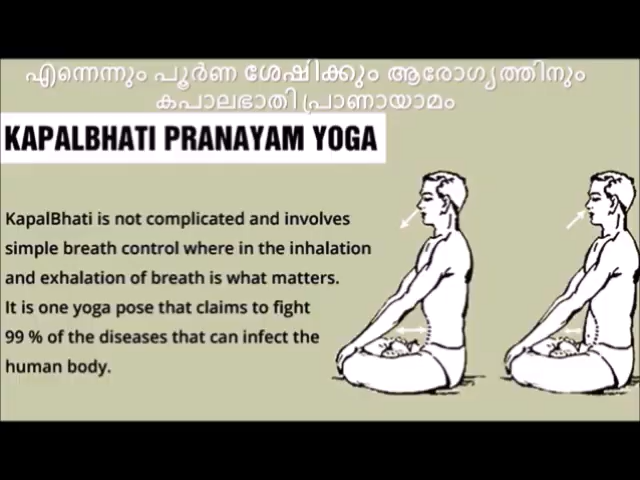 എന്നെന്നും പൂർണ ശേഷിക്കും ആരോഗ്യത്തിനും
കപാലഭാതി പ്രാണായാമം
KAPALBHATI PRANAYAM YOGA
KapalBhati is not complicated and involves
simple breath control where in the inhalation
and exhalation of breath is what matters.
It is one yoga pose that claims to fight
99 % of the diseases that can infect the
human body.